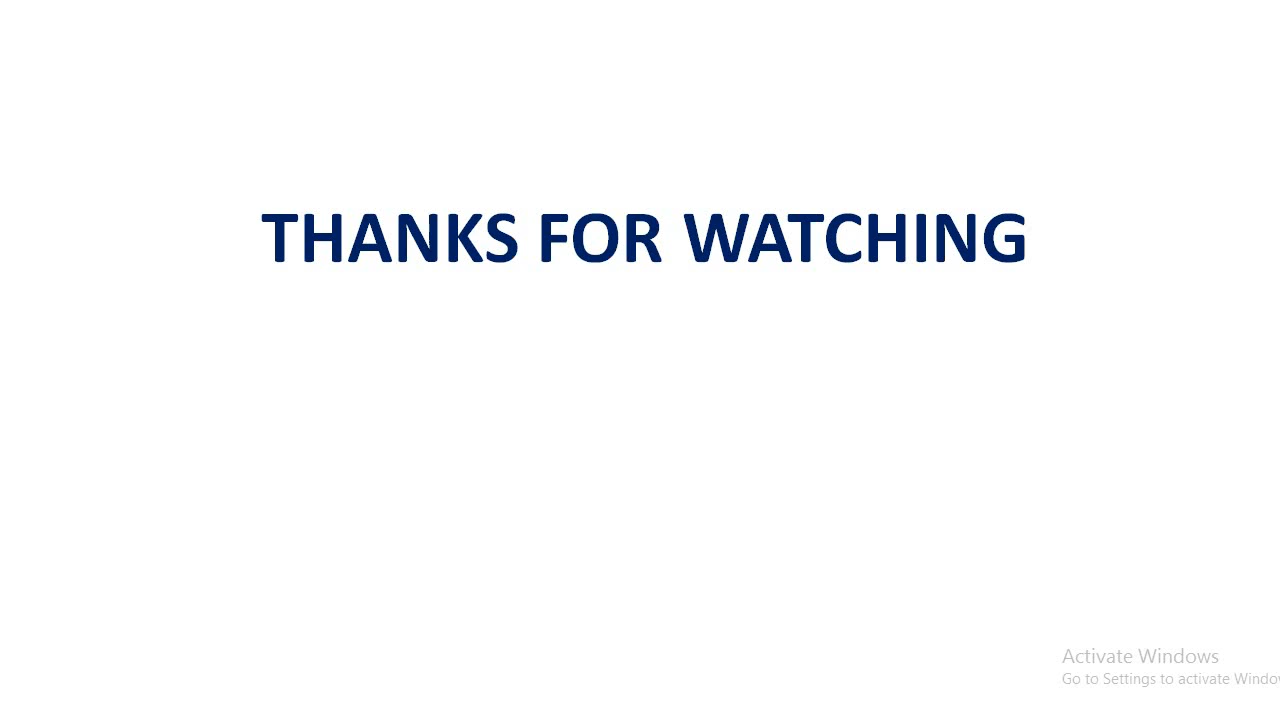 THANKS FOR WATCHING
Activate Windows
Go to Settings to activate